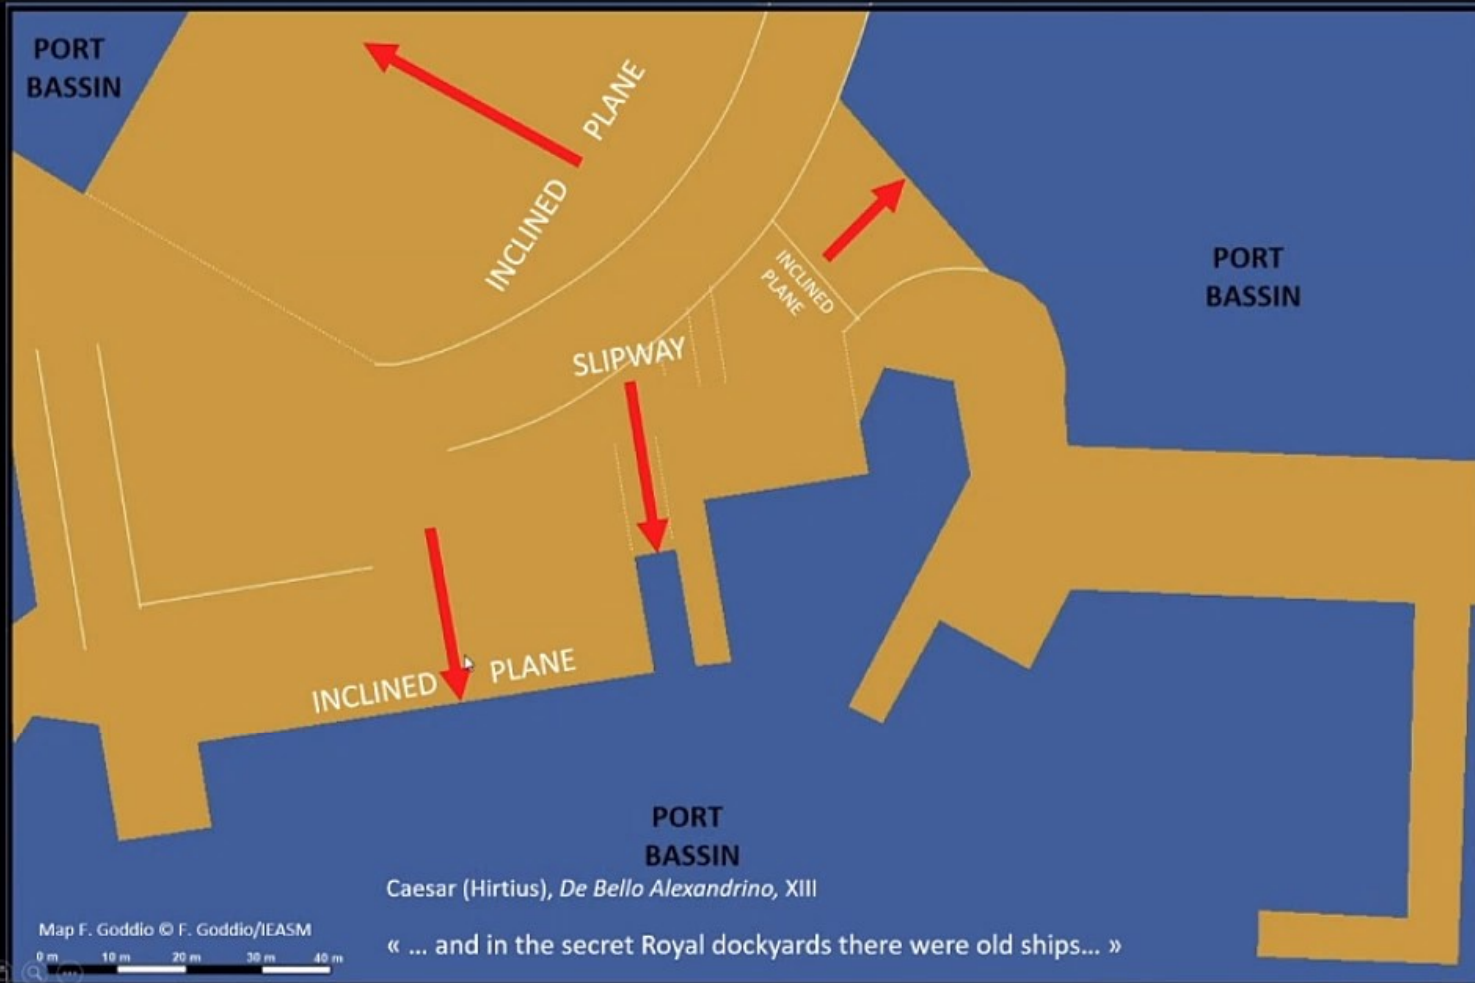 PORT
BASSIN
INCLINED PLANE
INCLINED
PLANE
PORT
BASSIN
SLIPWAY
INCLINED PLANE
PORT
BASSIN
Caesar (Hirtius), De Bello Alexandrino, XIII
Map F. Goddio © F. Goddio/IEASM
« ... and in the secret Royal dockyards there were old ships... »
0 m 10 m 20 m 30 m 40 m